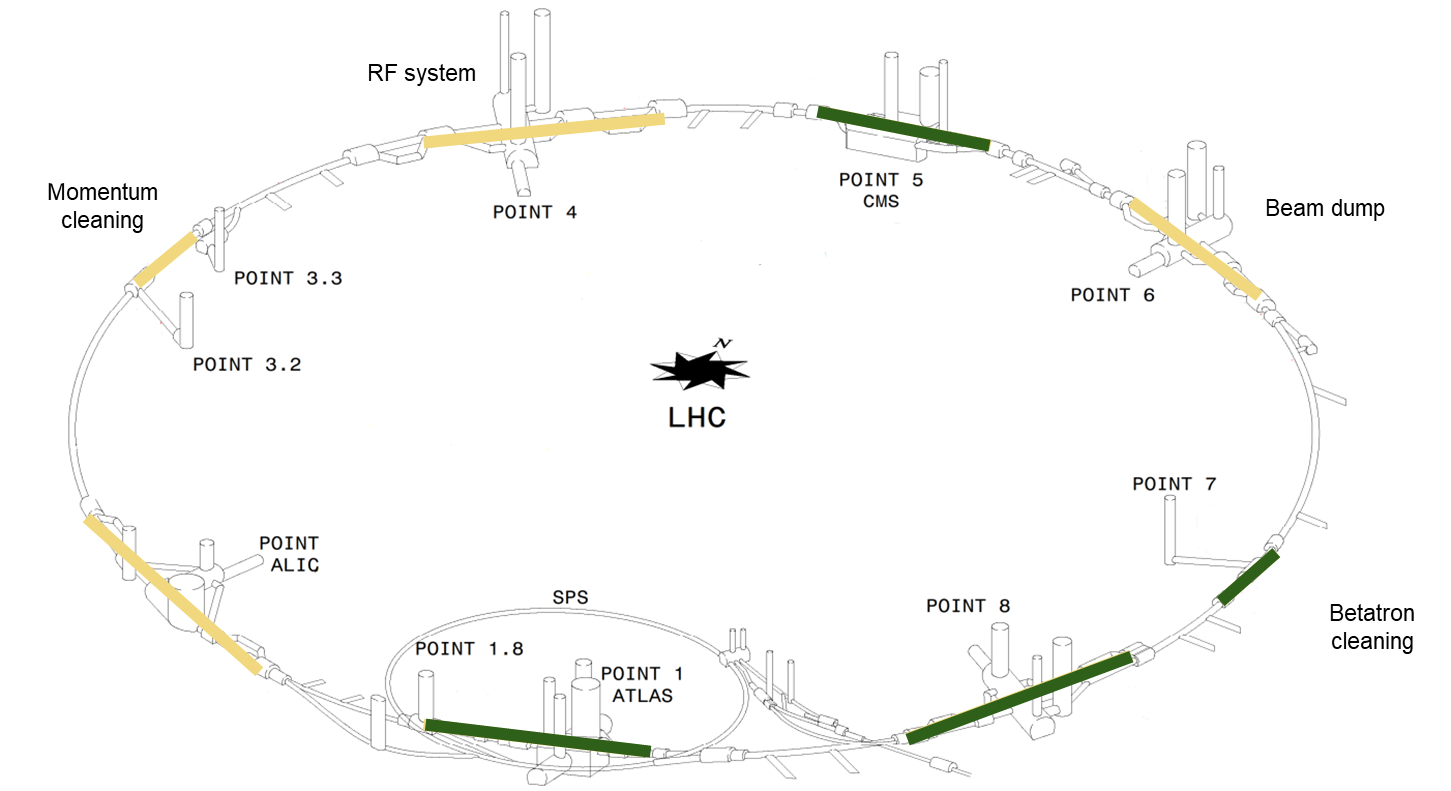 RF system
POINT 4
POINT 5
CMS
Momentum
cleaning
Beam dump
POINT 3.3
POINT 6
POINT 3.2
N
LHC
POINT 7
POINT
ALIC
SPS
POINT 8
POINT 1.8
POINT 1
ATLAS
Betatron
cleaning